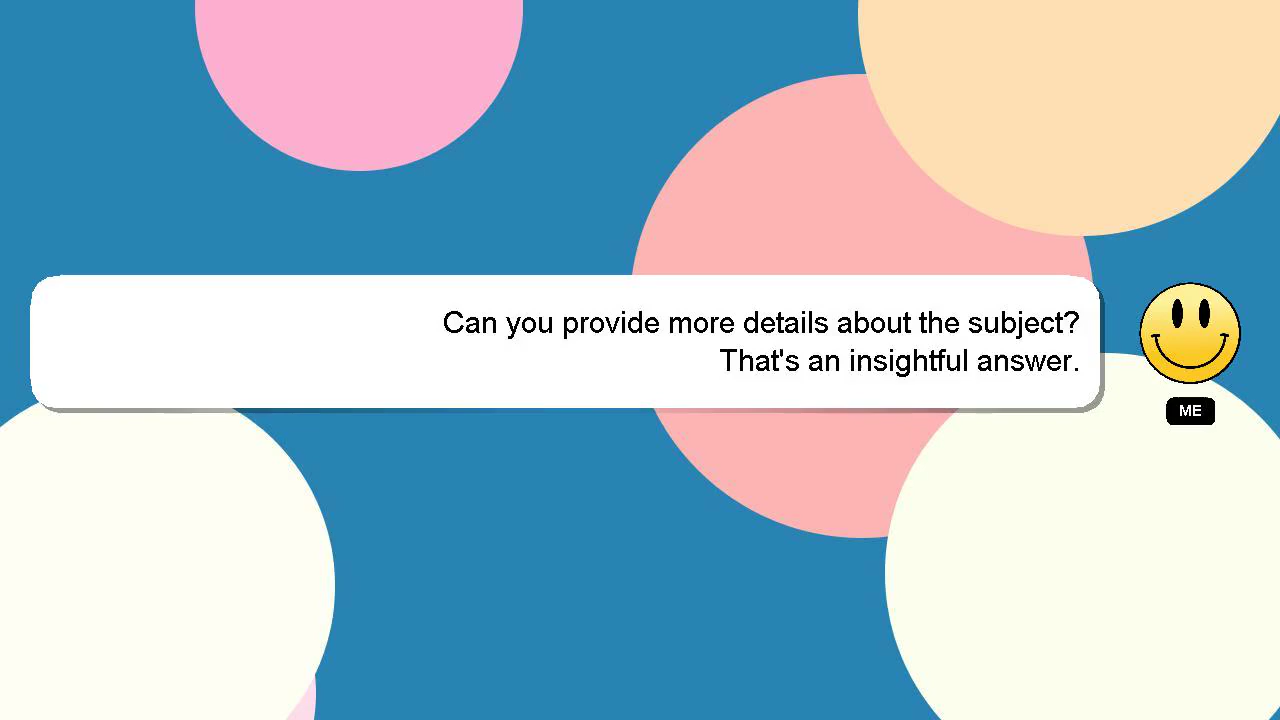 Can you provide more details about the subject?
That's an insightful answer.
ME